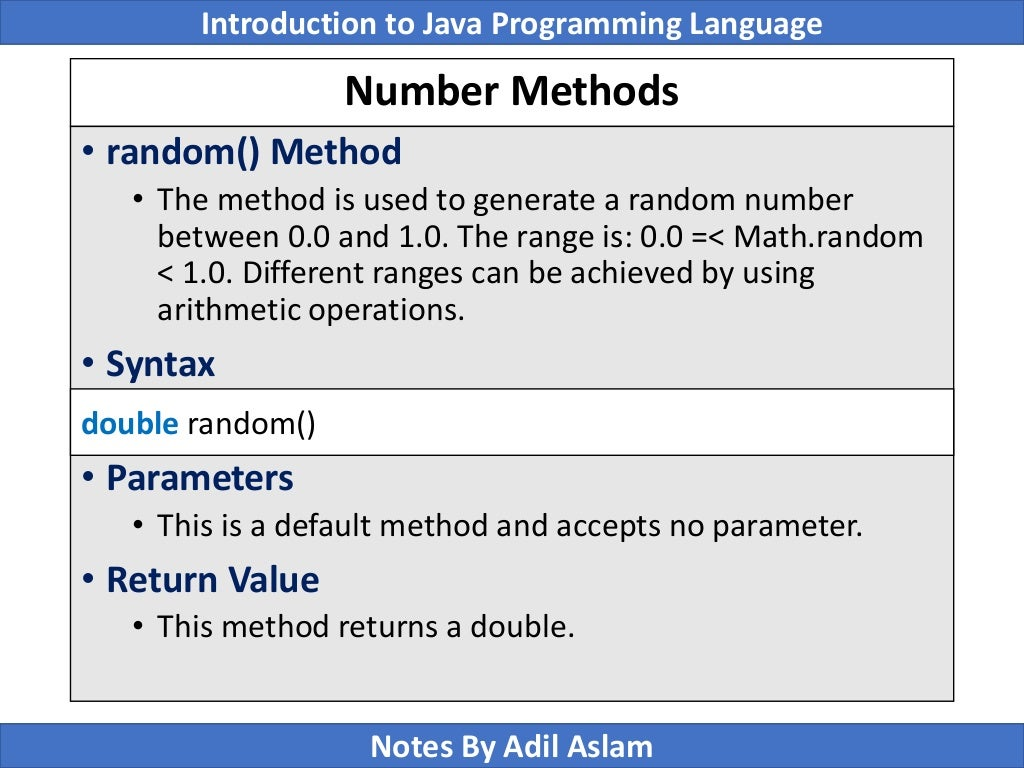 Introduction to Java Programming Language
Number Methods
• random() Method
• The method is used to generate a random number
between 0.0 and 1.0. The range is: 0.0 =< Math.random
< 1.0. Different ranges can be achieved by using
arithmetic operations.
• Syntax
double random()
• Parameters
• This is a default method and accepts no parameter.
• Return Value
• This method returns a double.
Notes By Adil Aslam